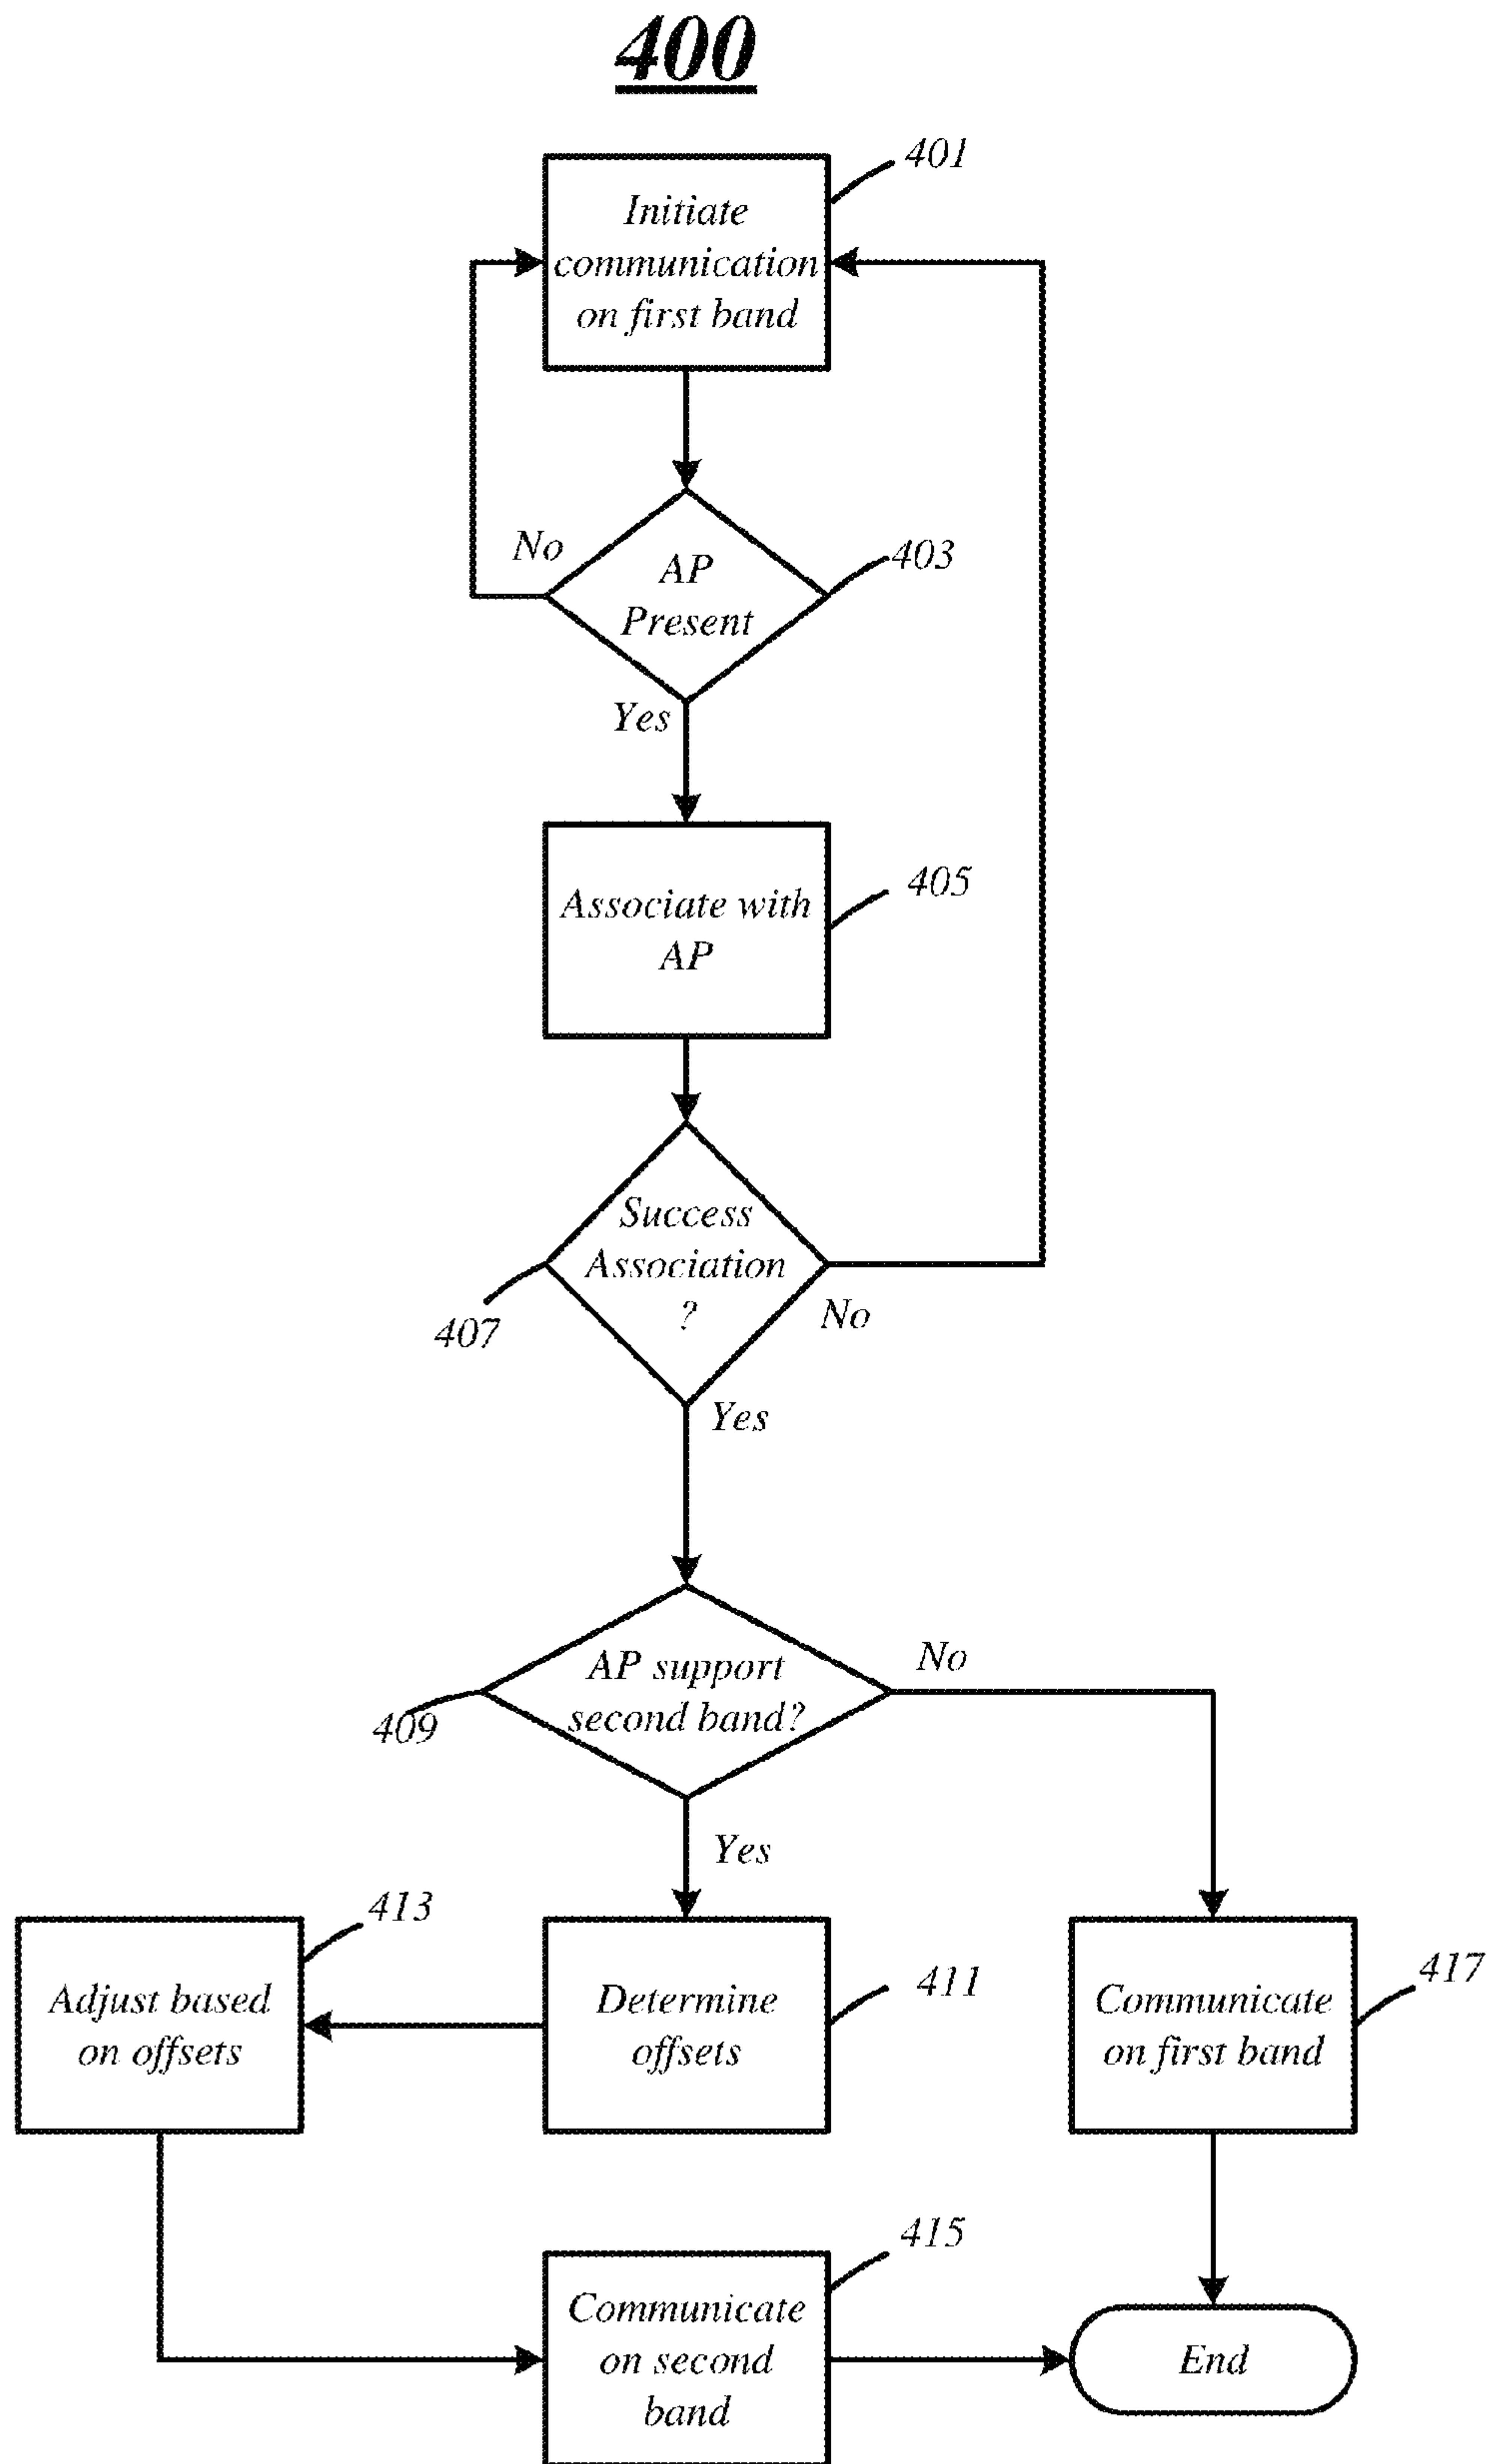 400
401
Initiate
communication
on first band
No
AP
Present
403
Yes
405
Associate with
AP
Success
Association
?
407
No
Yes
AP support
second band?
No
409
Yes
413
Adjust based
on offsets
Determine
offsets
411
Communicate
on first band
417
415
Communicate
on second
band
End